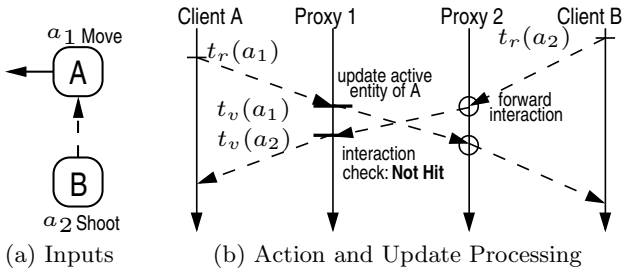 a1 Move
A
B
a2 Shoot
(a) Inputs
Client A Proxy 1 Proxy 2 Client B
tr(a1)
tr(a2)
update active
entity of A
tv(a1)
tv(a2)
forward
interaction
interaction
check: Not Hit
(b) Action and Update Processing